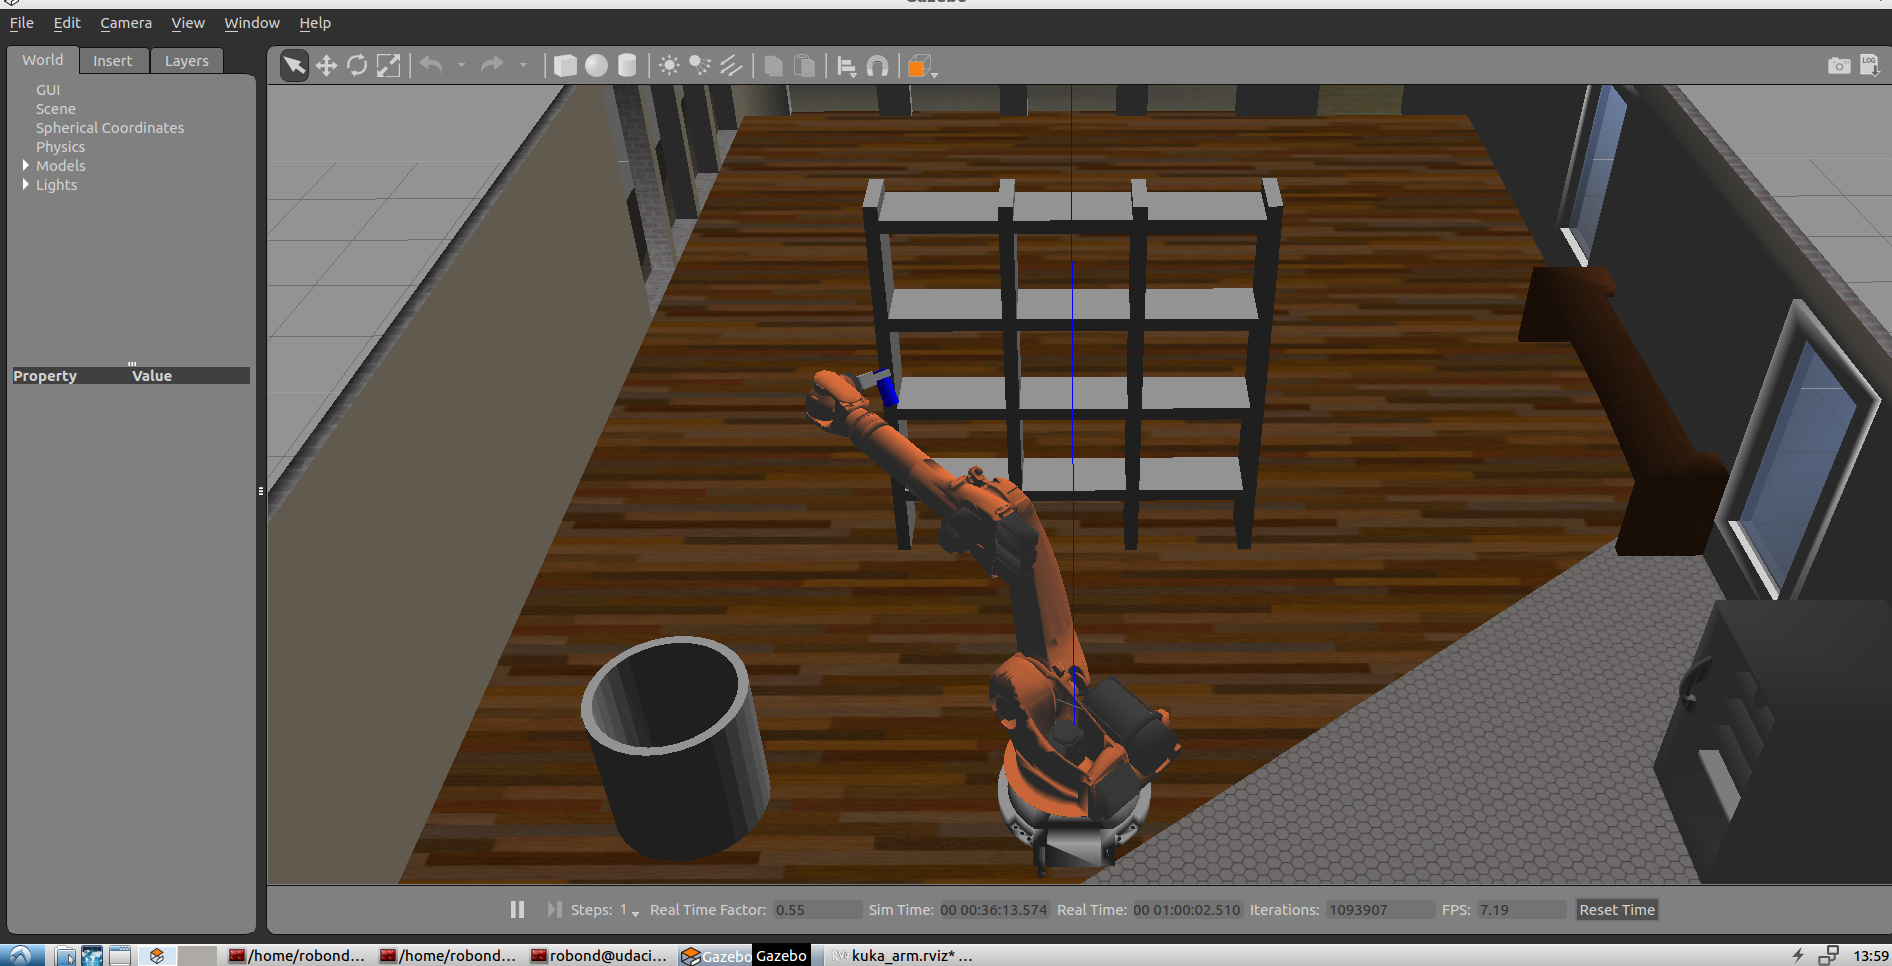 Gazebo
File Edit Camera View Window Help
World Insert Layers
GUI
Scene
Spherical Coordinates
Physics
Models
Lights
Property Value
LOG
Steps: 1 Real Time Factor: 0.55 Sim Time: 00 00:36:13.574 Real Time: 00 01:00:02.510 Iterations: 1093907 FPS: 7.19 Reset Time
/home/robond... /home/robond... robond@udaci... Gazebo Gazebo RViz kuka_arm.rviz* ... 13:59